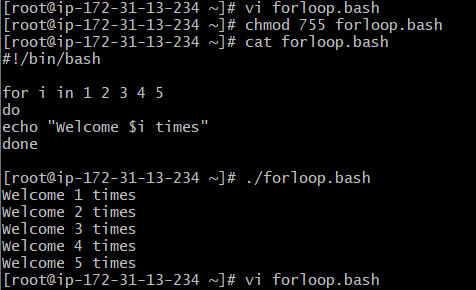 [root@ip-172-31-13-234 ~]# vi forloop.bash
[root@ip-172-31-13-234 ~]# chmod 755 forloop.bash
[root@ip-172-31-13-234 ~]# cat forloop.bash
#!/bin/bash
for i in 1 2 3 4 5
do
echo "Welcome $i times"
done
[root@ip-172-31-13-234 ~]# ./forloop.bash
Welcome 1 times
Welcome 2 times
Welcome 3 times
Welcome 4 times
Welcome 5 times
[root@ip-172-31-13-234 ~]# vi forloop.bash